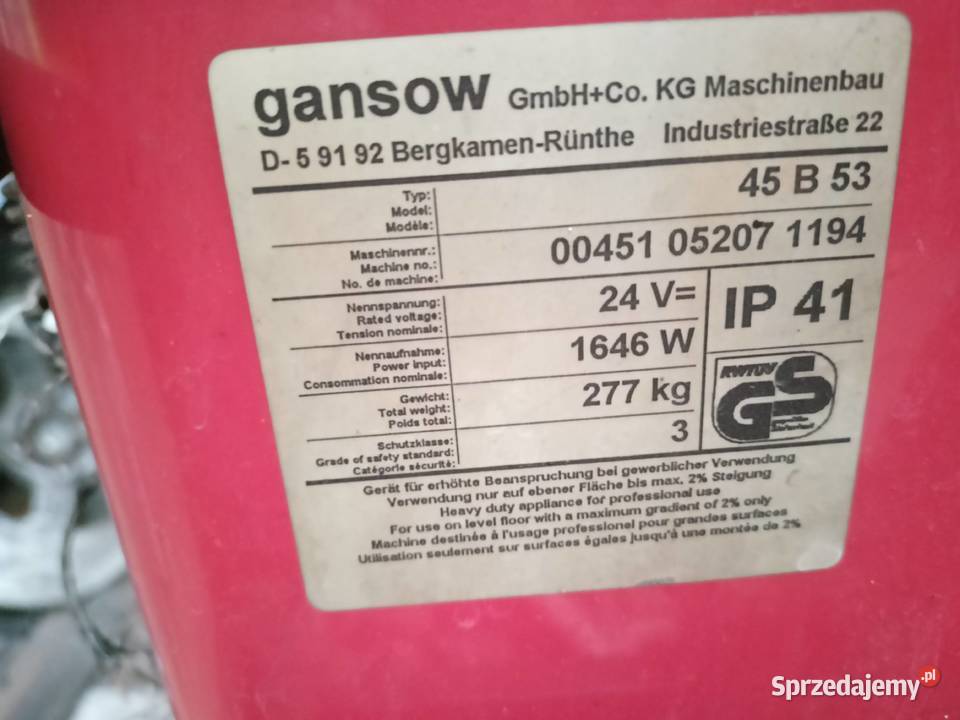 gansow GmbH+Co. KG Maschinenbau
D- 5 91 92 Bergkamen-Rünthe Industriestraße 22
Typ:
Model:
Modèle:
45 B 53
Maschinennr.:
Machine no.:
No. de machine:
00451 05207 1194
Nennspannung:
Rated voltage:
Tension nominale:
24 V=
IP 41
Nennaufnahme:
Power input:
Consommation nominale:
1646 W
Gewicht:
Total weight:
Poids total:
277 kg
RWTÜV
GS
Schutzklasse:
Grade of safety standard:
Catégorie sécurité:
3
Gerät für erhöhte Beanspruchung bei gewerblicher Verwendung
Verwendung nur auf ebener Fläche bis max. 2% Steigung
Heavy duty appliance for professional use
For use on level floor with a maximum gradient of 2% only
Machine destinée à l'usage professionel pour grandes surfaces
Utilisation seulement sur surfaces égales jusqu'à une montée de 2%
Sprzedajemy.pl